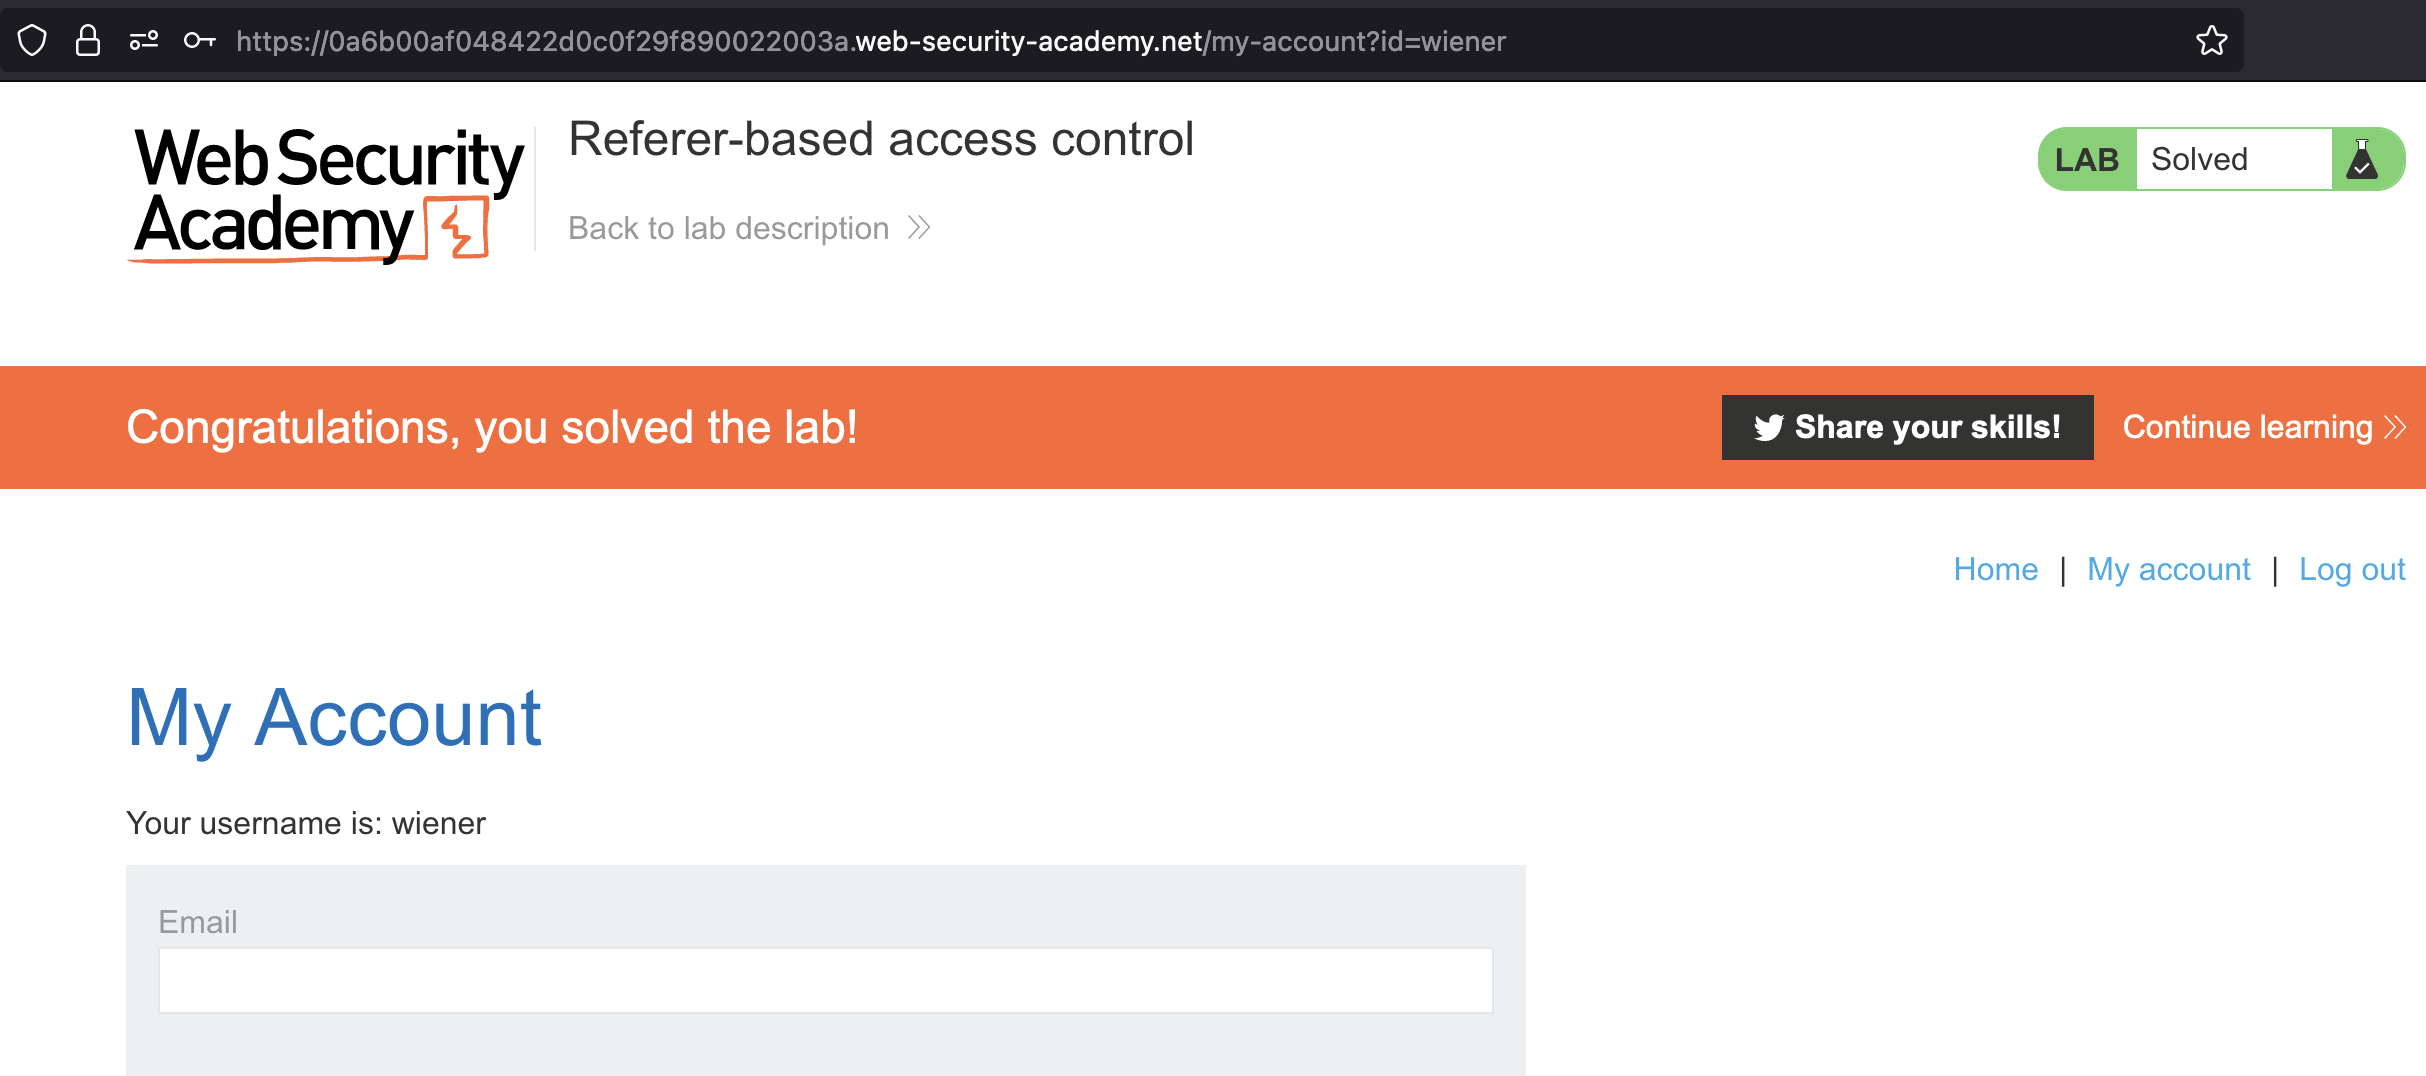 https://0a6b00af048422d0c0f29f890022003a.web-security-academy.net/my-account?id=wiener
Web Security
Academy
Referer-based access control
Back to lab description
LAB Solved
Congratulations, you solved the lab!
Share your skills!
Continue learning
Home | My account | Log out
My Account
Your username is: wiener
Email